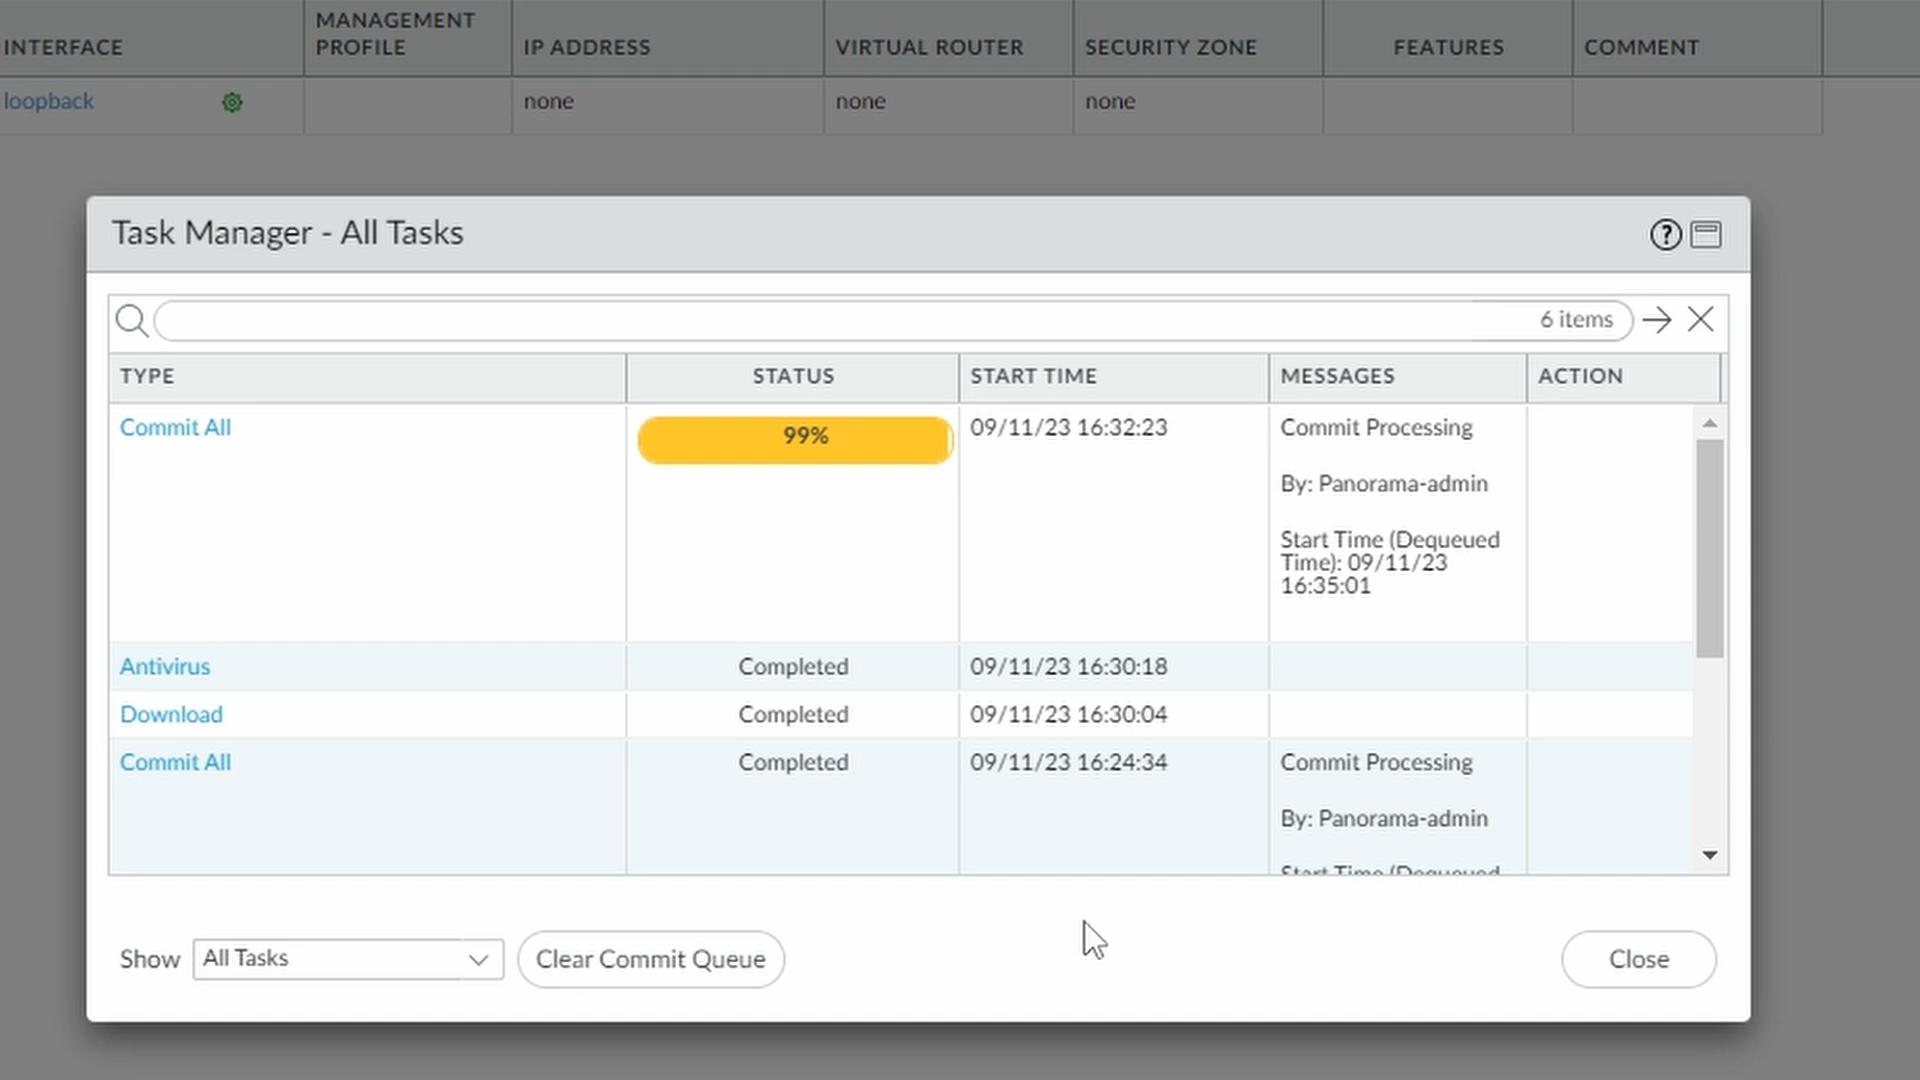 INTERFACE
MANAGEMENT
PROFILE
IP ADDRESS
VIRTUAL ROUTER
SECURITY ZONE
FEATURES
COMMENT
loopback
none
none
none
Task Manager - All Tasks
6 items
TYPE
STATUS
START TIME
MESSAGES
ACTION
Commit All
99%
09/11/23 16:32:23
Commit Processing
By: Panorama-admin
Start Time (Dequeued
Time): 09/11/23
16:35:01
Antivirus
Completed
09/11/23 16:30:18
Download
Completed
09/11/23 16:30:04
Commit All
Completed
09/11/23 16:24:34
Commit Processing
By: Panorama-admin
Start Time (Dequeued
Show
All Tasks
Clear Commit Queue
Close